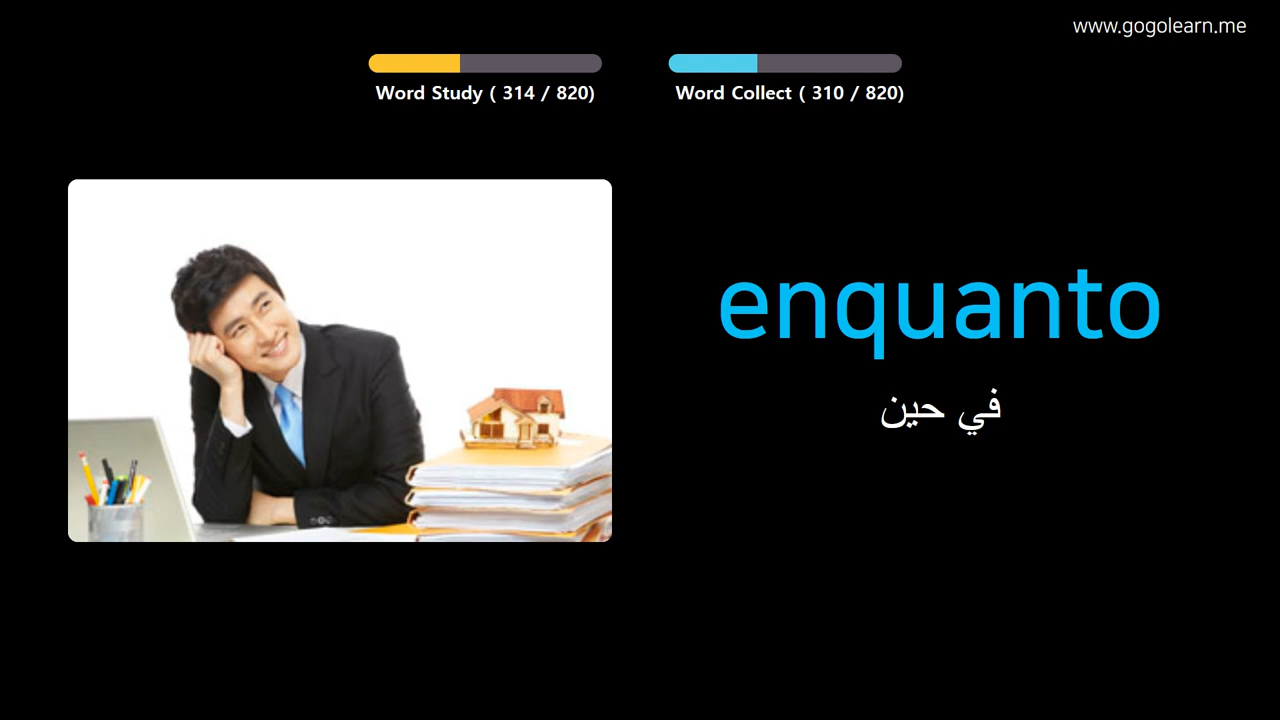 www.gogolearn.me
Word Study ( 314 / 820)
Word Collect ( 310 / 820)
enquanto
في حين